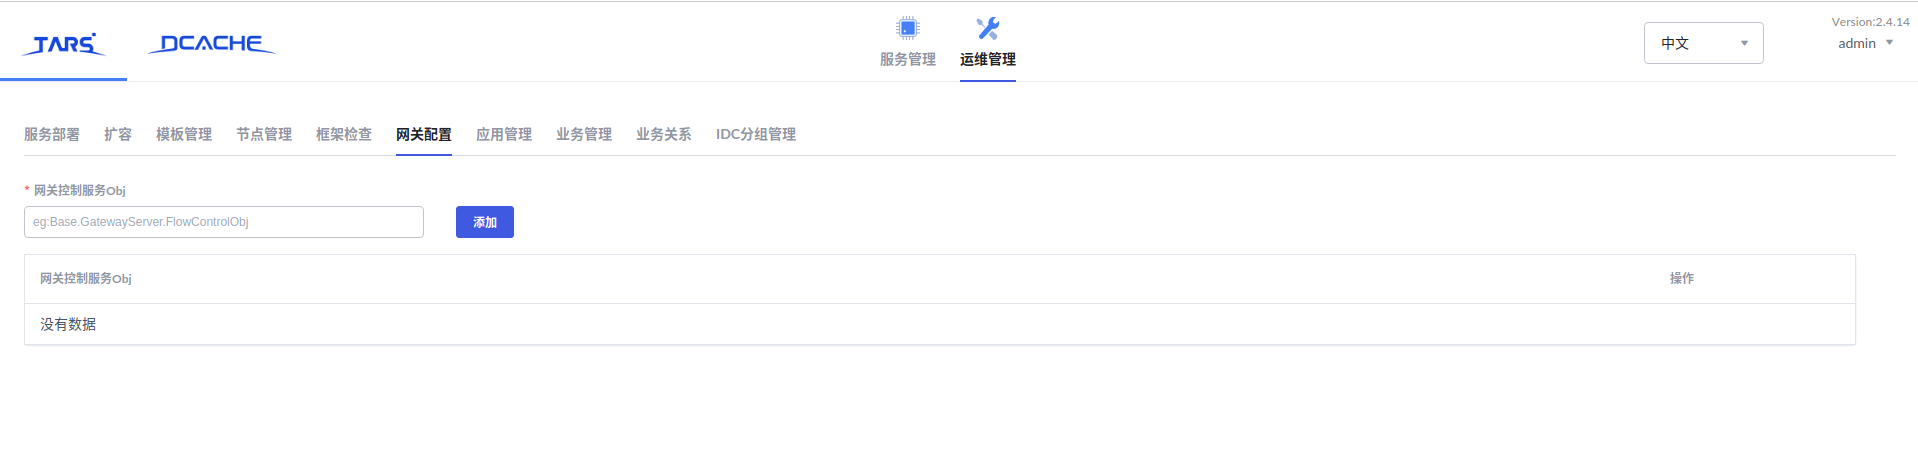 TARS DCACHE
服务管理 运维管理
中文
Version:2.4.14
admin
服务部署 扩容 模板管理 节点管理 框架检查 网关配置 应用管理 业务管理 业务关系 IDC分组管理
* 网关控制服务Obj
eg:Base.GatewayServer.FlowControlObj 添加
网关控制服务Obj 操作
没有数据